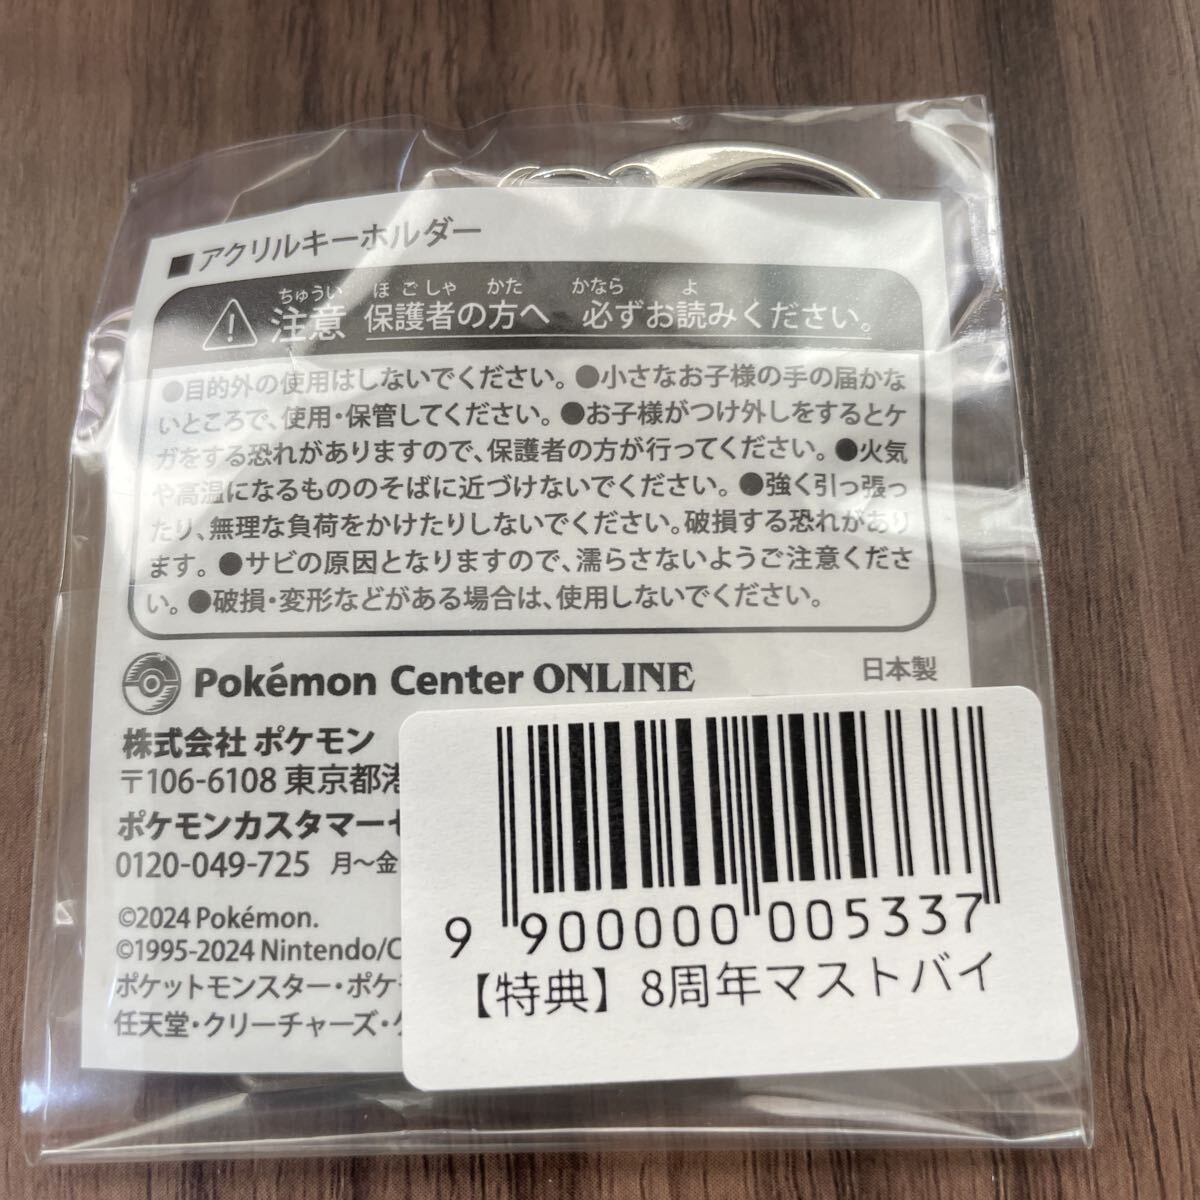 ■アクリルキーホルダー
ちゅうい ほごしゃ かた かなら よ
注意 保護者の方へ 必ずお読みください。
●目的外の使用はしないでください。●小さなお子様の手の届かな
いところで、使用・保管してください。●お子様がつけ外しをするとケ
ガをする恐れがありますので、保護者の方が行ってください。●火気
や高温になるもののそばに近づけないでください。●強く引っ張っ
たり、無理な負荷をかけたりしないでください。破損する恐れがあり
ます。●サビの原因となりますので、濡らさないようご注意くださ
い。●破損・変形などがある場合は、使用しないでください。
Pokémon Center ONLINE
日本製
株式会社 ポケモン
〒106-6108 東京都港
ポケモンカスタマーセ
0120-049-725 月～金
©2024 Pokémon.
©1995-2024 Nintendo/C
ポケットモンスター・ポケモ
任天堂・クリーチャーズ・ゲ
9 900000 005337
【特典】8周年マストバイ